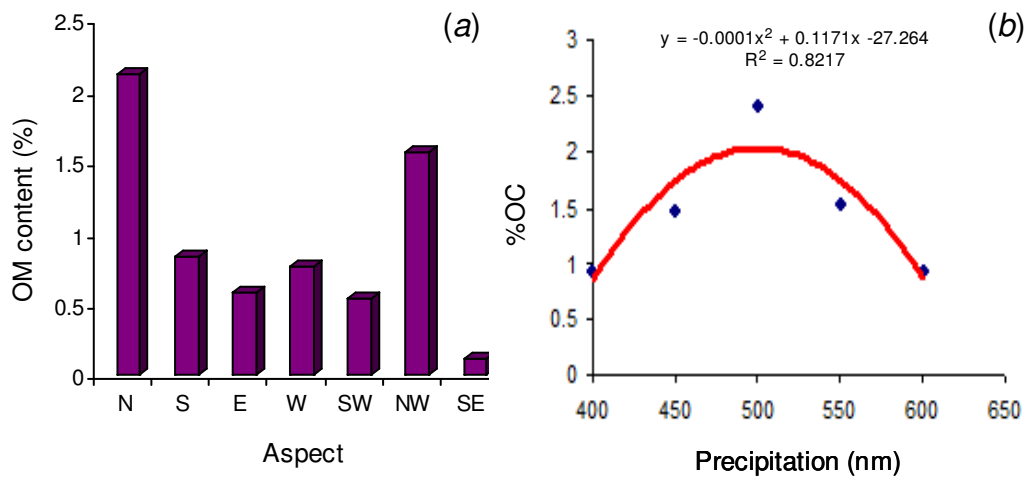 (a)
OM content (%)
2.5
2
1.5
1
0.5
0
N S E W SW NW SE
Aspect
(b)
y = -0.0001x² + 0.1171x -27.264
R² = 0.8217
%OC
3
2.5
2
1.5
1
0.5
0
400 450 500 550 600 650
Precipitation (nm)